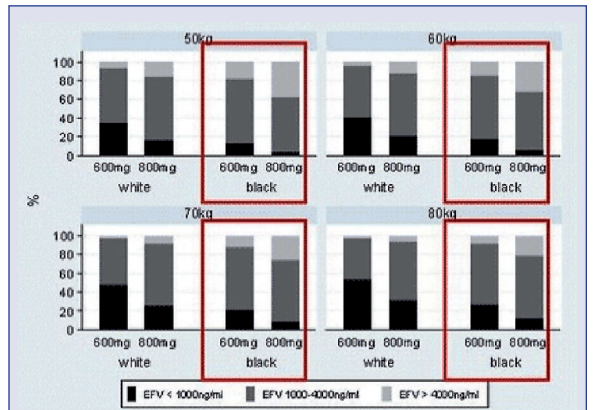 50kg 60kg
100
80
60
40
20
0
600mg 800mg 600mg 800mg 600mg 800mg 600mg 800mg
white black white black
%
70kg 80kg
100
80
60
40
20
0
600mg 800mg 600mg 800mg 600mg 800mg 600mg 800mg
white black white black
EFV < 1000ng/ml EFV 1000-4000ng/ml EFV > 4000ng/ml